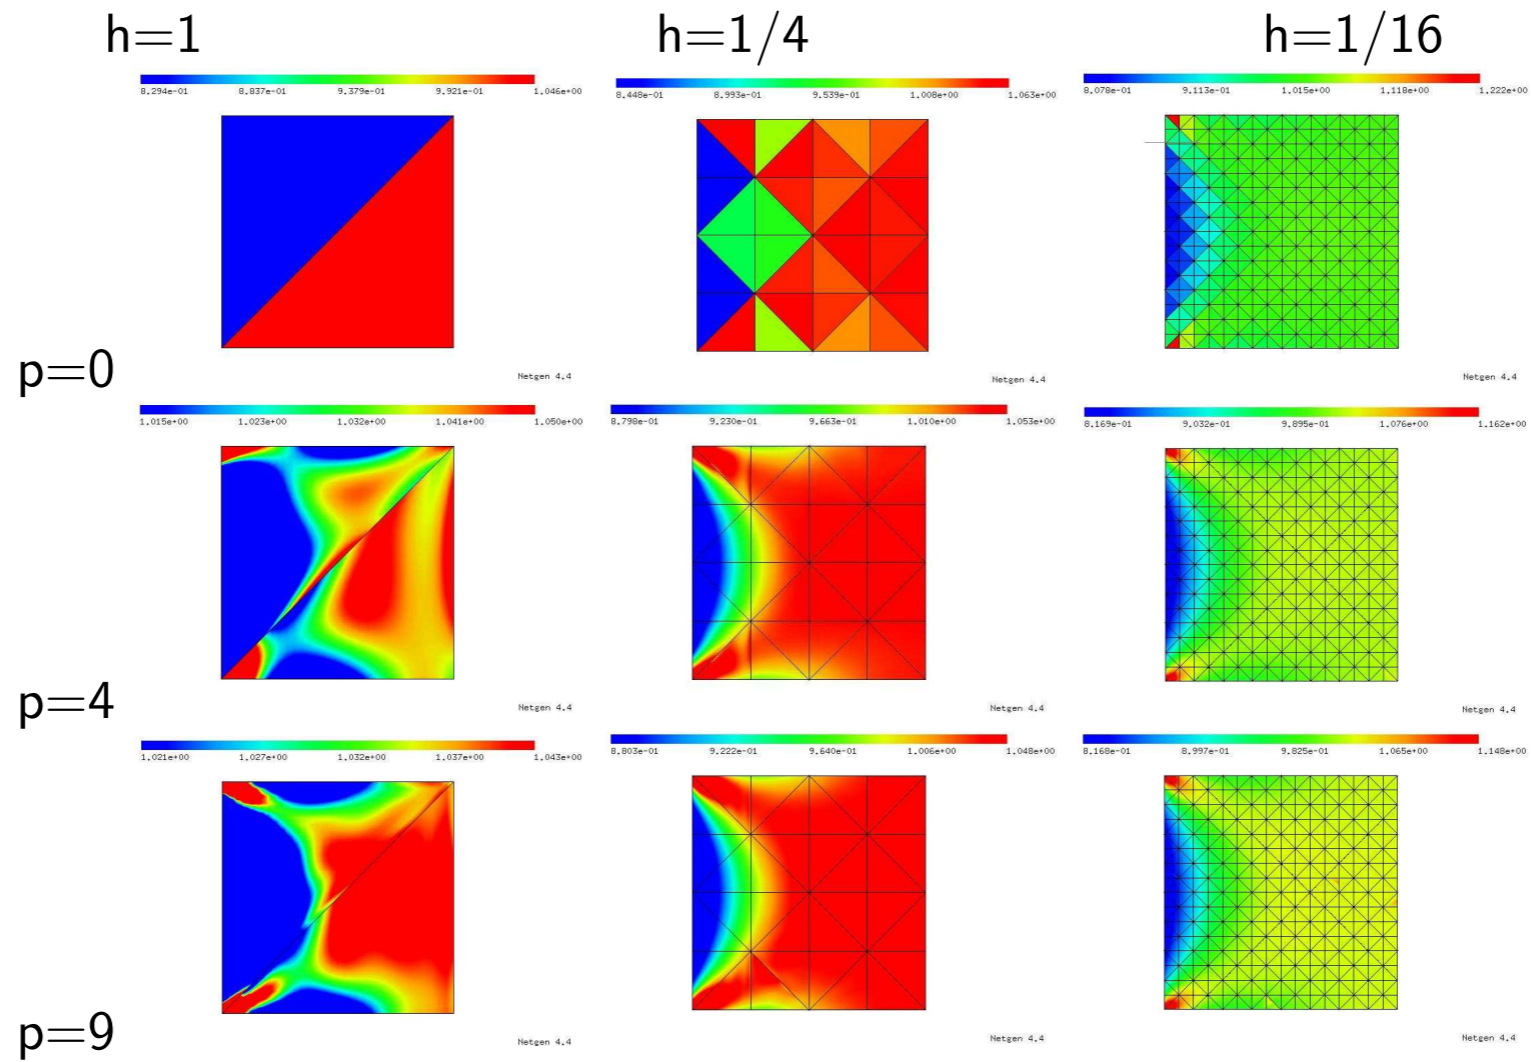 h=1 h=1/4 h=1/16
8.294e-01 8.837e-01 9.379e-01 9.921e-01 1.046e+00
8.448e-01 8.993e-01 9.539e-01 1.008e+00 1.063e+00
8.078e-01 9.113e-01 1.015e+00 1.118e+00 1.222e+00
p=0
Netgen 4.4
Netgen 4.4
Netgen 4.4
1.015e+00 1.023e+00 1.032e+00 1.041e+00 1.050e+00
8.798e-01 9.230e-01 9.663e-01 1.010e+00 1.053e+00
8.169e-01 9.032e-01 9.895e-01 1.076e+00 1.162e+00
p=4
Netgen 4.4
Netgen 4.4
Netgen 4.4
1.021e+00 1.027e+00 1.032e+00 1.037e+00 1.043e+00
8.803e-01 9.222e-01 9.640e-01 1.006e+00 1.048e+00
8.168e-01 8.997e-01 9.825e-01 1.065e+00 1.148e+00
p=9
Netgen 4.4
Netgen 4.4
Netgen 4.4